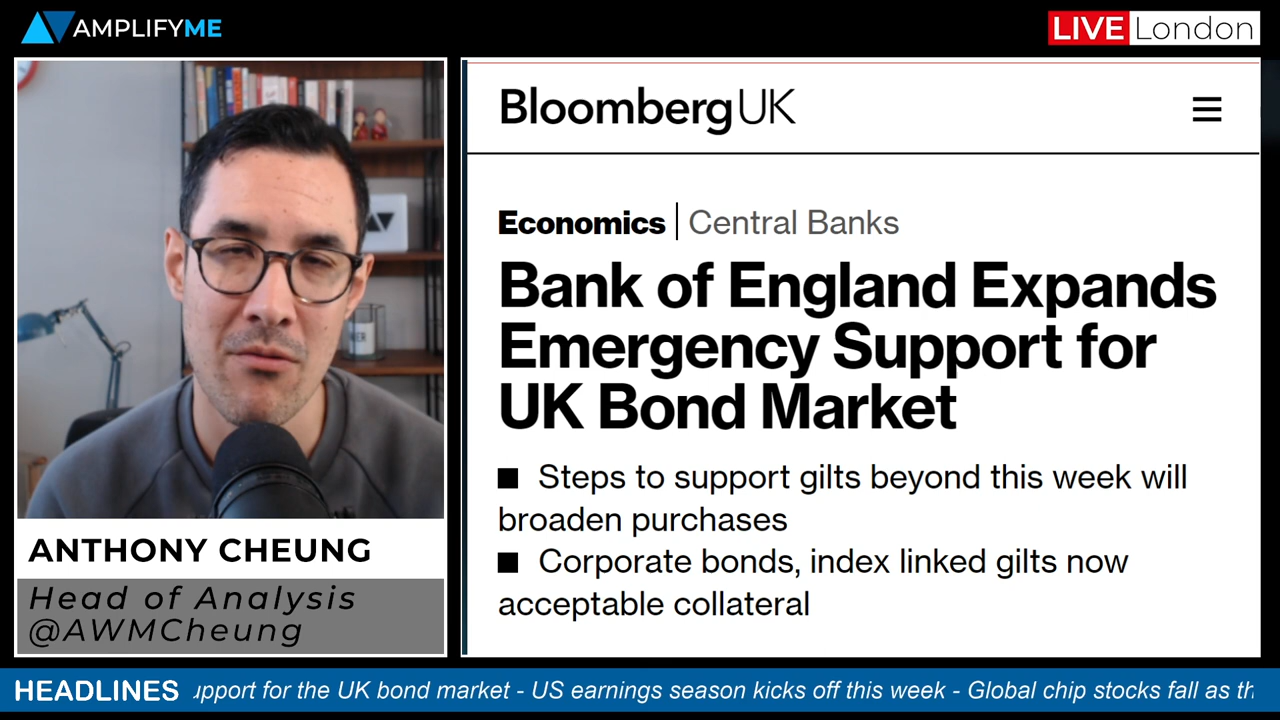 AMPLIFYME
LIVE London
BloombergUK
Economics | Central Banks
Bank of England Expands
Emergency Support for
UK Bond Market
■ Steps to support gilts beyond this week will
broaden purchases
■ Corporate bonds, index linked gilts now
acceptable collateral
ANTHONY CHEUNG
Head of Analysis
@AWMCheung
HEADLINES for the UK bond market - US earnings season kicks off this week - Global chip stocks fall as